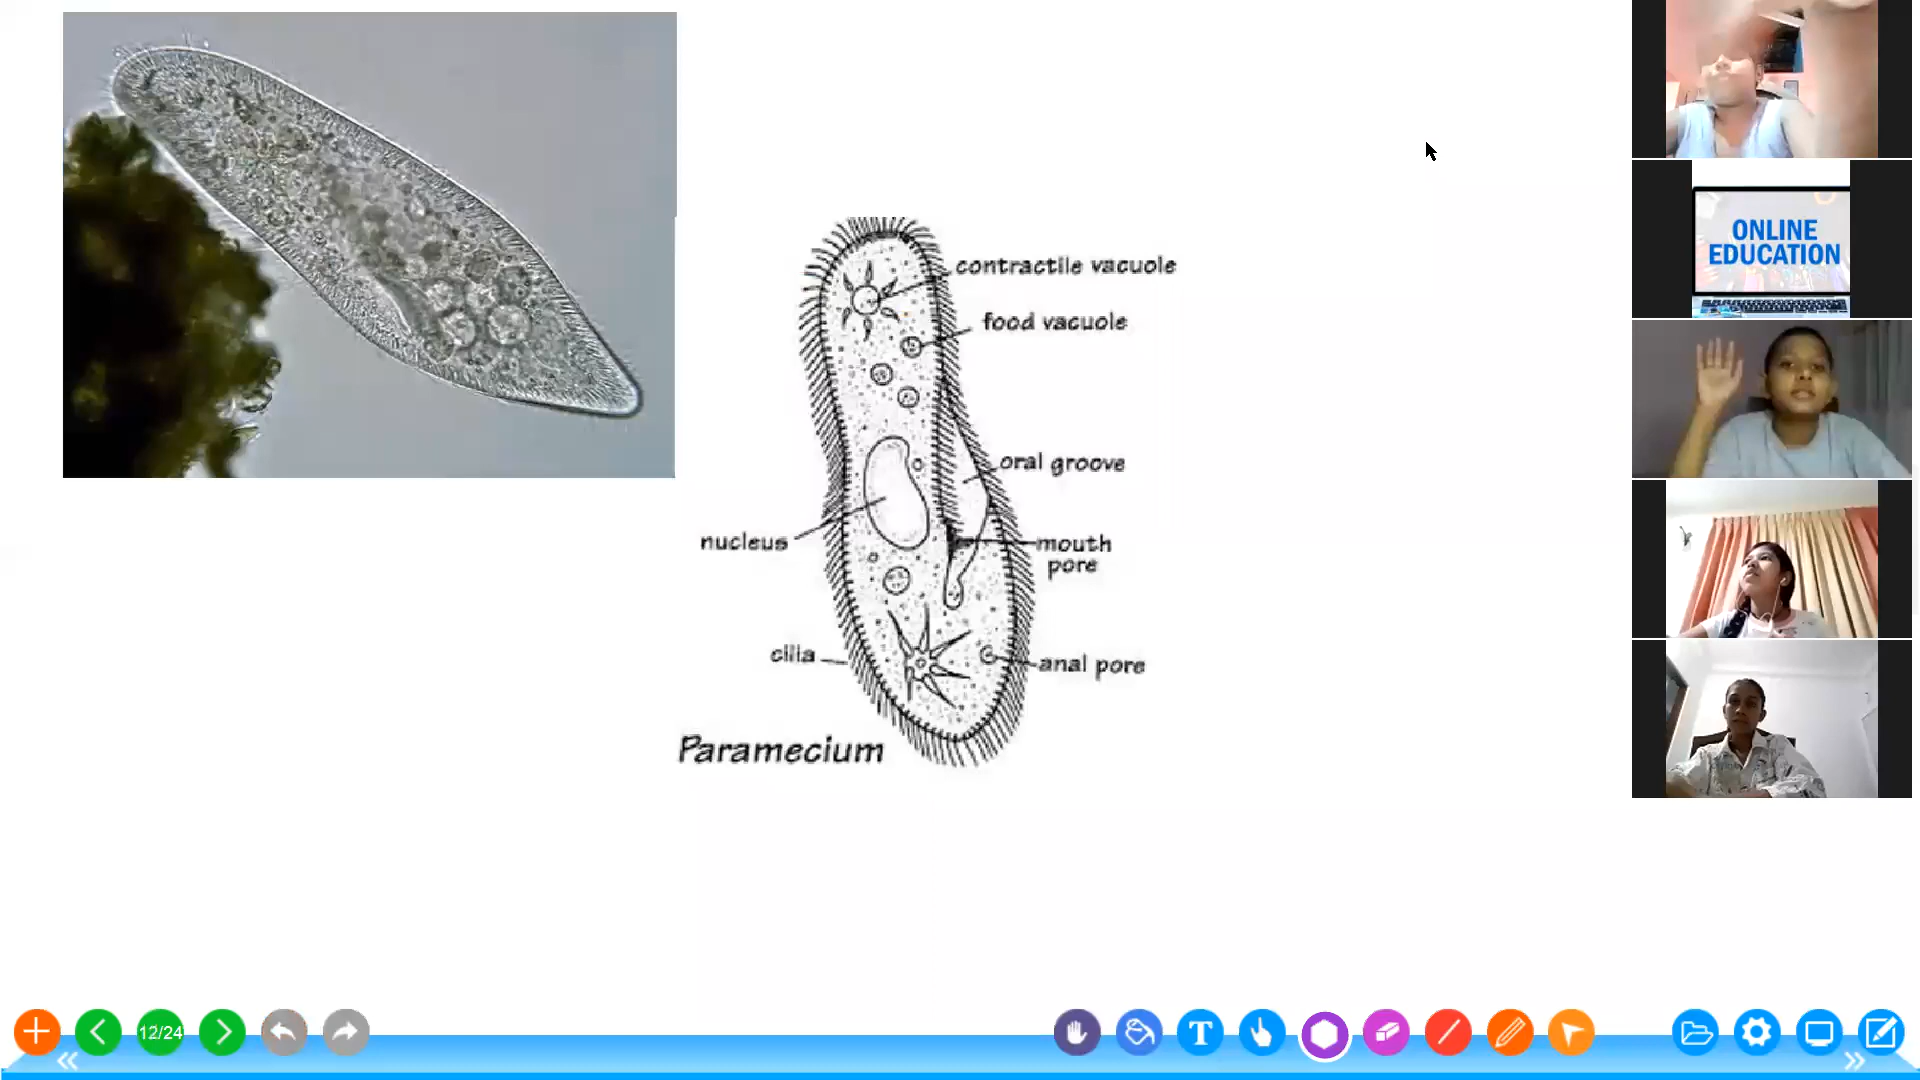 contractile vacuole
food vacuole
oral groove
nucleus
mouth
pore
cilia
anal pore
Paramecium
ONLINE
EDUCATION
12/24
T